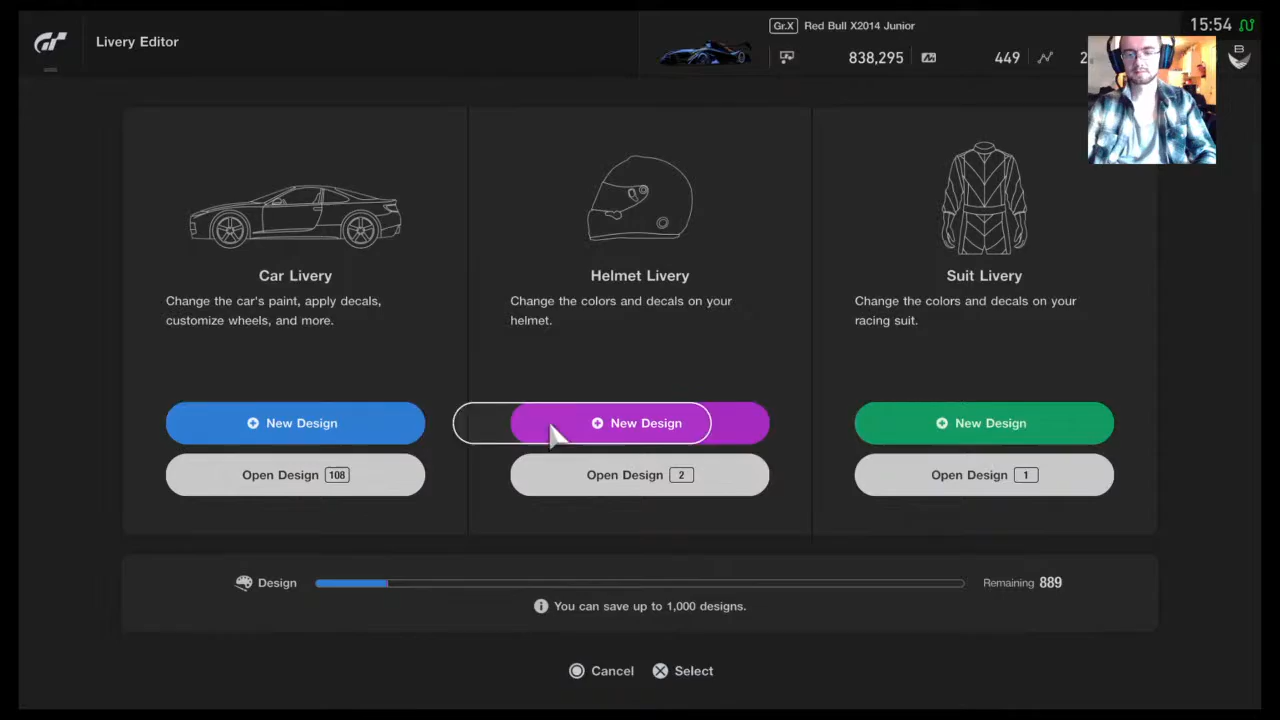 Livery Editor
Gr.X Red Bull X2014 Junior
838,295
449
2
15:54
B
Car Livery
Change the car's paint, apply decals,
customize wheels, and more.
New Design
Open Design 108
Helmet Livery
Change the colors and decals on your
helmet.
New Design
Open Design 2
Suit Livery
Change the colors and decals on your
racing suit.
New Design
Open Design 1
Design
Remaining 889
You can save up to 1,000 designs.
Cancel Select